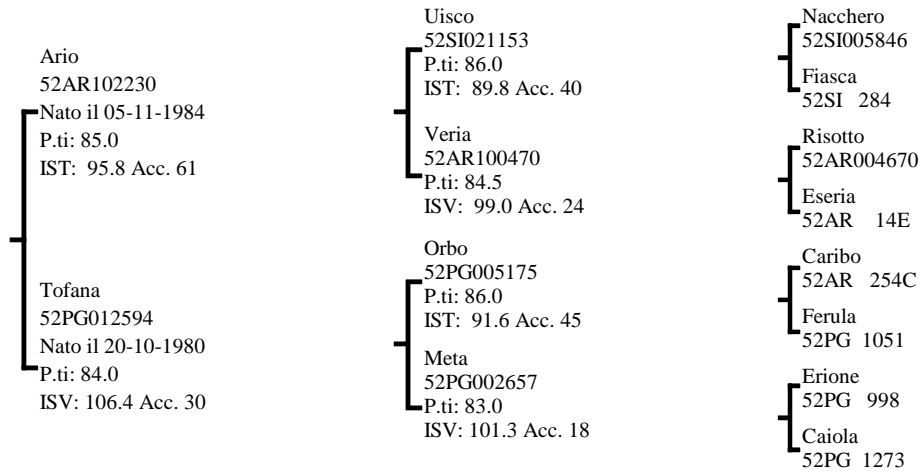 Ario
52AR102230
Nato il 05-11-1984
P.ti: 85.0
IST:  95.8 Acc. 61
Tofana
52PG012594
Nato il 20-10-1980
P.ti: 84.0
ISV: 106.4 Acc. 30
Uisco
52SI021153
P.ti: 86.0
IST:  89.8 Acc. 40
Veria
52AR100470
P.ti: 84.5
ISV:  99.0 Acc. 24
Orbo
52PG005175
P.ti: 86.0
IST:  91.6 Acc. 45
Meta
52PG002657
P.ti: 83.0
ISV: 101.3 Acc. 18
Nacchero
52SI005846
Fiasca
52SI   284
Risotto
52AR004670
Eseria
52AR   14E
Caribo
52AR   254C
Ferula
52PG  1051
Erione
52PG   998
Caiola
52PG  1273